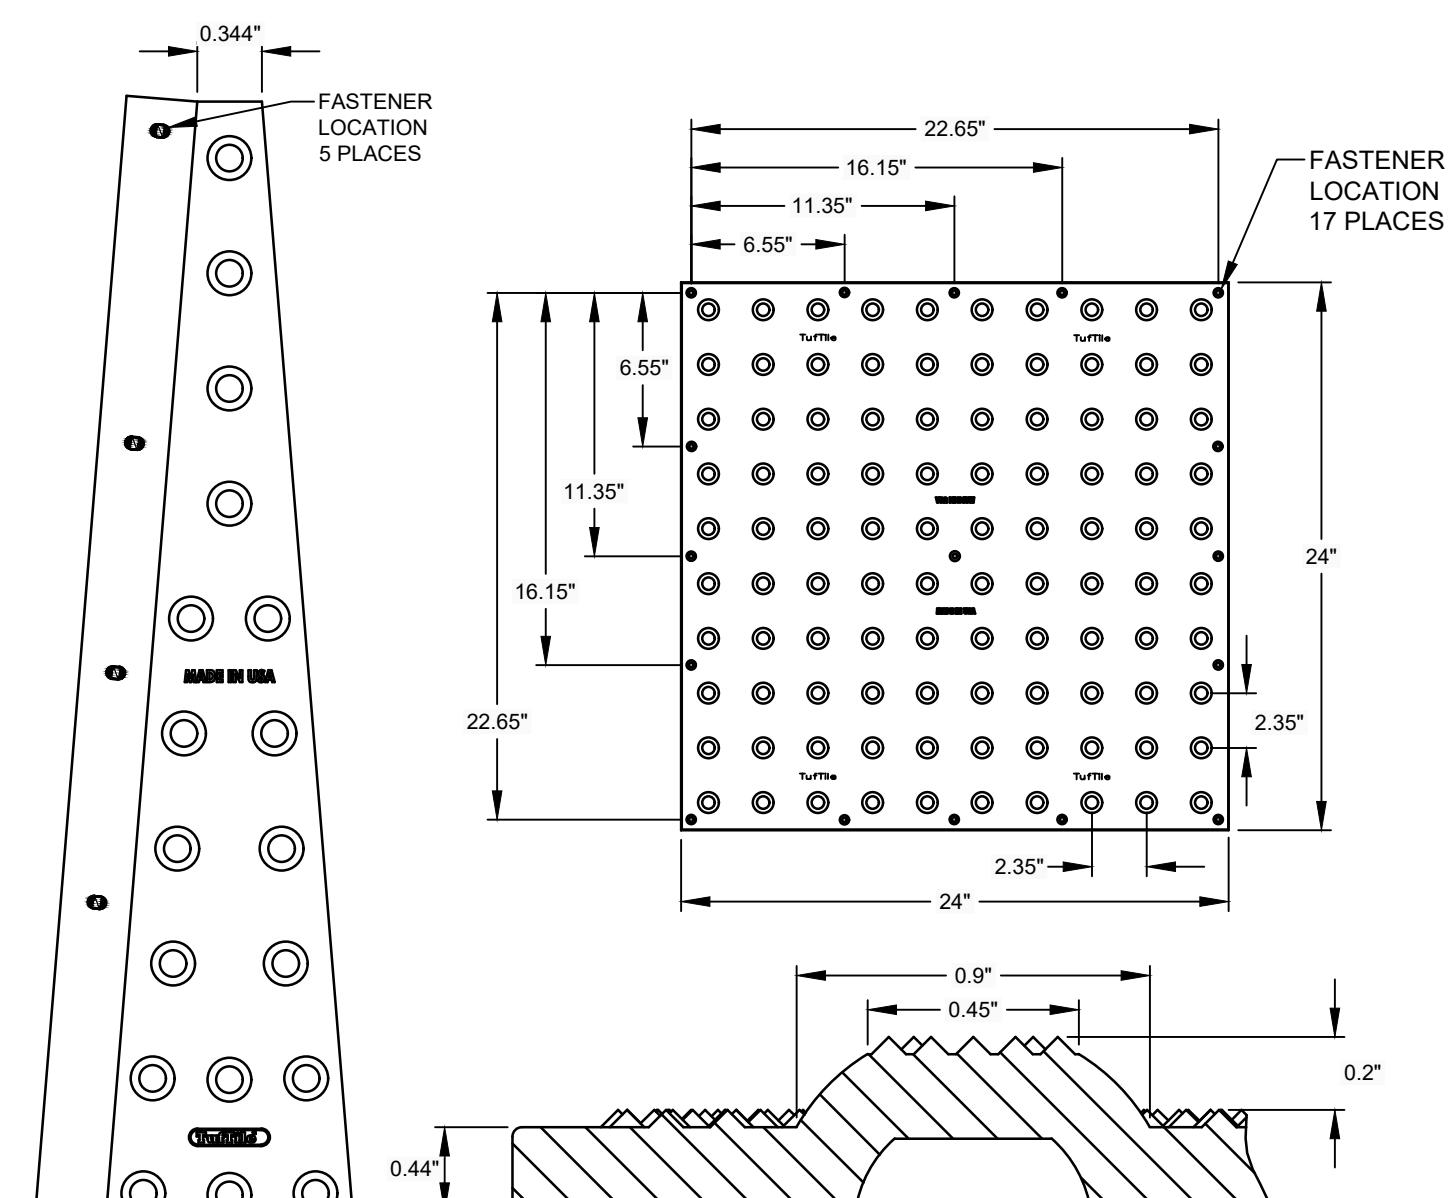 0.344"
FASTENER
LOCATION
5 PLACES
22.65"
16.15"
11.35"
6.55"
FASTENER
LOCATION
17 PLACES
TufTile
TufTile
6.55"
11.35"
16.15"
22.65"
24"
2.35"
MADE IN USA
TufTile
TufTile
2.35"
24"
0.9"
0.45"
0.2"
TufTile
0.44"